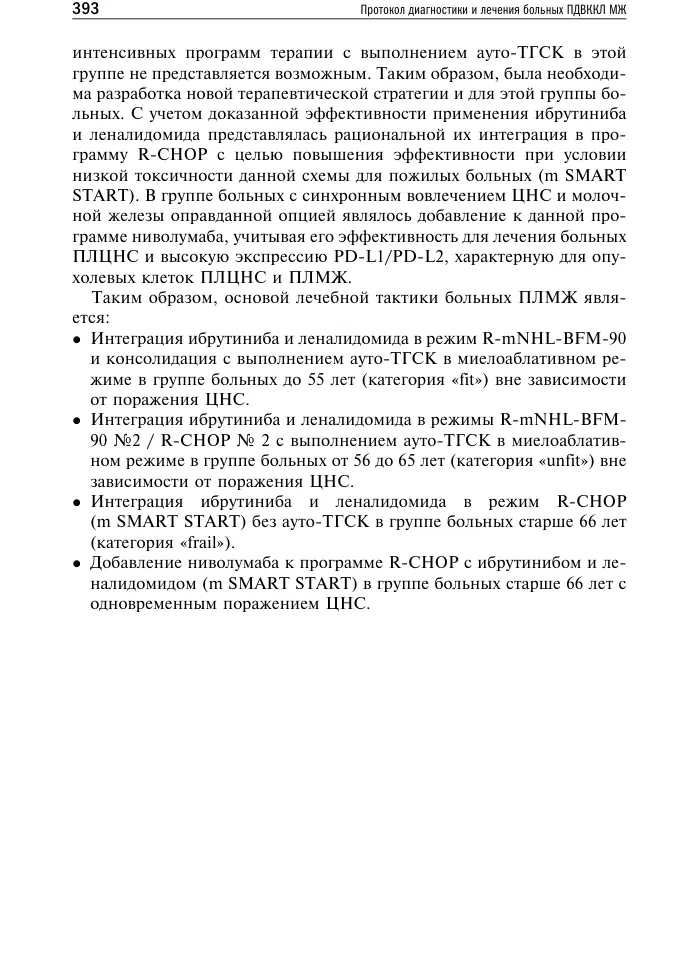 393
Протокол диагностики и лечения больных ПДВККЛ МЖ
интенсивных программ терапии с выполнением ауто-ТГСК в этой
группе не представляется возможным. Таким образом, была необходи-
ма разработка новой терапевтической стратегии и для этой группы бо-
льных. С учетом доказанной эффективности применения ибрутиниба
и леналидомида представлялась рациональной их интеграция в про-
грамму R-CHOP с целью повышения эффективности при условии
низкой токсичности данной схемы для пожилых больных (m SMART
START). В группе больных с синхронным вовлечением ЦНС и молоч-
ной железы оправданной опцией являлось добавление к данной про-
грамме ниволумаба, учитывая его эффективность для лечения больных
ПЛЦНС и высокую экспрессию PD-L1/PD-L2, характерную для опу-
холевых клеток ПЛЦНС и ПЛМЖ.
Таким образом, основой лечебной тактики больных ПЛМЖ явля-
ется:
● Интеграция ибрутиниба и леналидомида в режим R-mNHL-BFM-90
и консолидация с выполнением ауто-ТГСК в миелоаблативном ре-
жиме в группе больных до 55 лет (категория «fit») вне зависимости
от поражения ЦНС.
● Интеграция ибрутиниба и леналидомида в режимы R-mNHL-BFM-
90 №2 / R-CHOP № 2 с выполнением ауто-ТГСК в миелоаблатив-
ном режиме в группе больных от 56 до 65 лет (категория «unfit») вне
зависимости от поражения ЦНС.
● Интеграция ибрутиниба и леналидомида в режим R-CHOP
(m SMART START) без ауто-ТГСК в группе больных старше 66 лет
(категория «frail»).
● Добавление ниволумаба к программе R-CHOP с ибрутинибом и ле-
налидомидом (m SMART START) в группе больных старше 66 лет с
одновременным поражением ЦНС.